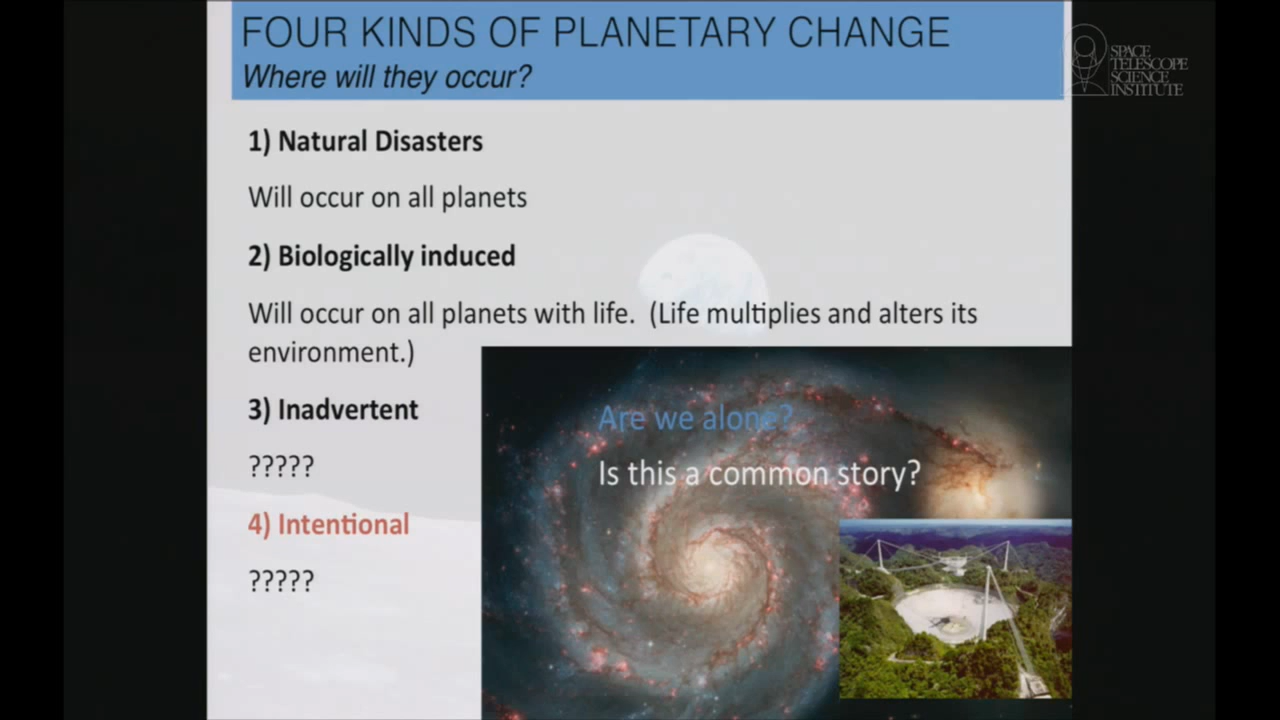 FOUR KINDS OF PLANETARY CHANGE
Where will they occur?
SPACE
TELESCOPE
SCIENCE
INSTITUTE
1) Natural Disasters
Will occur on all planets
2) Biologically induced
Will occur on all planets with life.  (Life multiplies and alters its
environment.)
3) Inadvertent
?????
4) Intentional
?????
Are we alone?
Is this a common story?